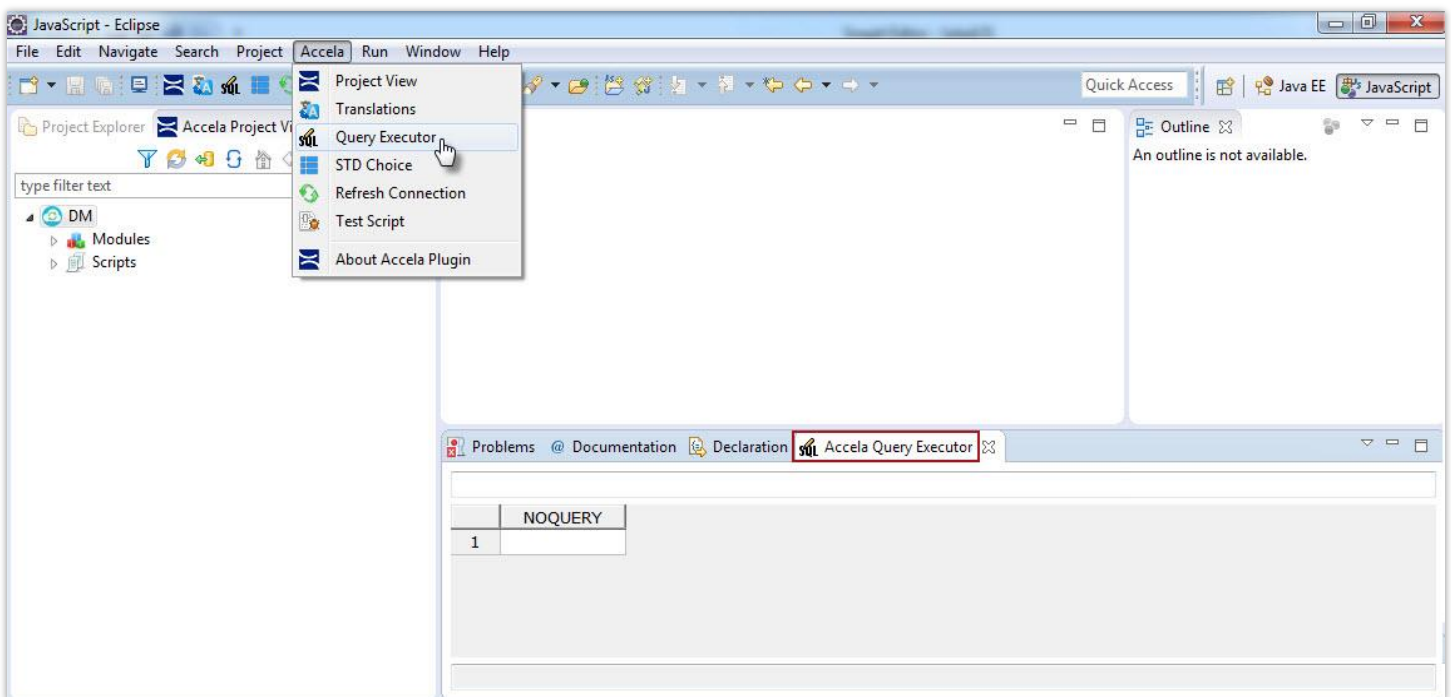 JavaScript - Eclipse
File Edit Navigate Search Project Accela Run Window Help
Quick Access Java EE JavaScript
Project View
Translations
SQL Query Executor
STD Choice
Refresh Connection
Test Script
About Accela Plugin
Project Explorer Accela Project Vi
type filter text
DM
Modules
Scripts
Outline
An outline is not available.
Problems @ Documentation Declaration SQL Accela Query Executor
NOQUERY
1